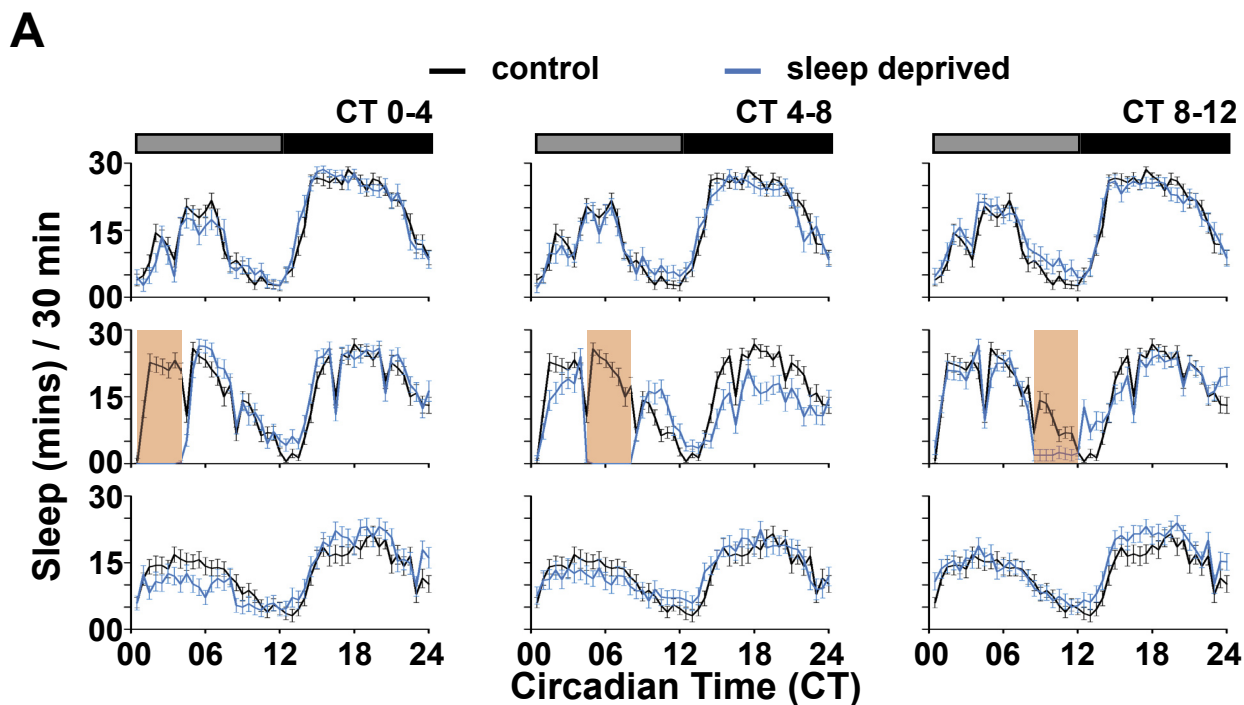 A
control sleep deprived
CT 0-4 CT 4-8 CT 8-12
30
15
00
30
15
00
30
15
00
Sleep (mins) / 30 min
00 06 12 18 24 00 06 12 18 24 00 06 12 18 24
Circadian Time (CT)